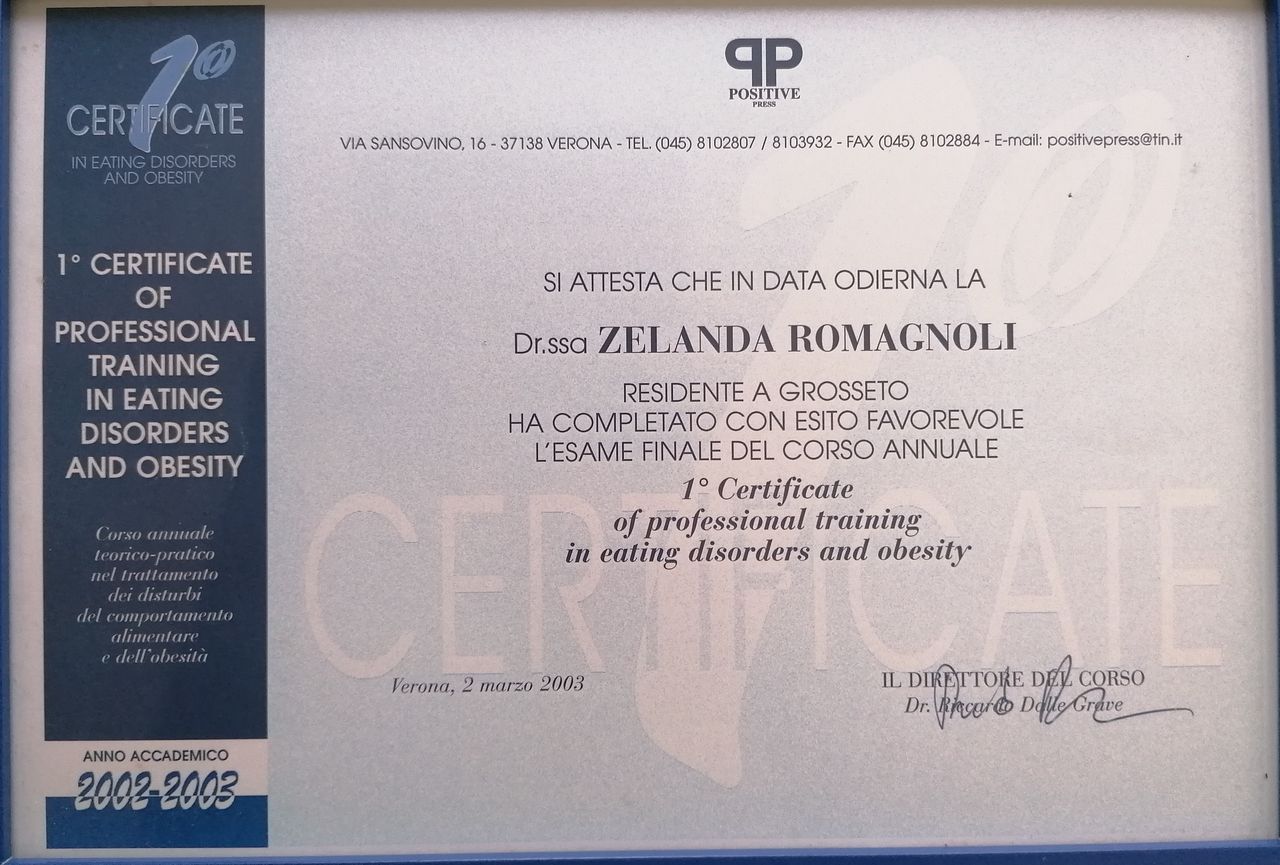 1@
CERTIFICATE
IN EATING DISORDERS
AND OBESITY
1° CERTIFICATE
OF
PROFESSIONAL
TRAINING
IN EATING
DISORDERS
AND OBESITY
Corso annuale
teorico-pratico
nel trattamento
dei disturbi
del comportamento
alimentare
e dell'obesità
ANNO ACCADEMICO
2002-2003
PP
POSITIVE
PRESS
VIA SANSOVINO, 16 - 37138 VERONA - TEL. (045) 8102807 / 8103932 - FAX (045) 8102884 - E-mail: positivepress@tin.it
SI ATTESTA CHE IN DATA ODIERNA LA
Dr.ssa ZELANDA ROMAGNOLI
RESIDENTE A GROSSETO
HA COMPLETATO CON ESITO FAVOREVOLE
L'ESAME FINALE DEL CORSO ANNUALE
1° Certificate
of professional training
in eating disorders and obesity
1@
CERTIFICATE
Verona, 2 marzo 2003
IL DIRETTORE DEL CORSO
Dr. Riccardo Dalle Grave